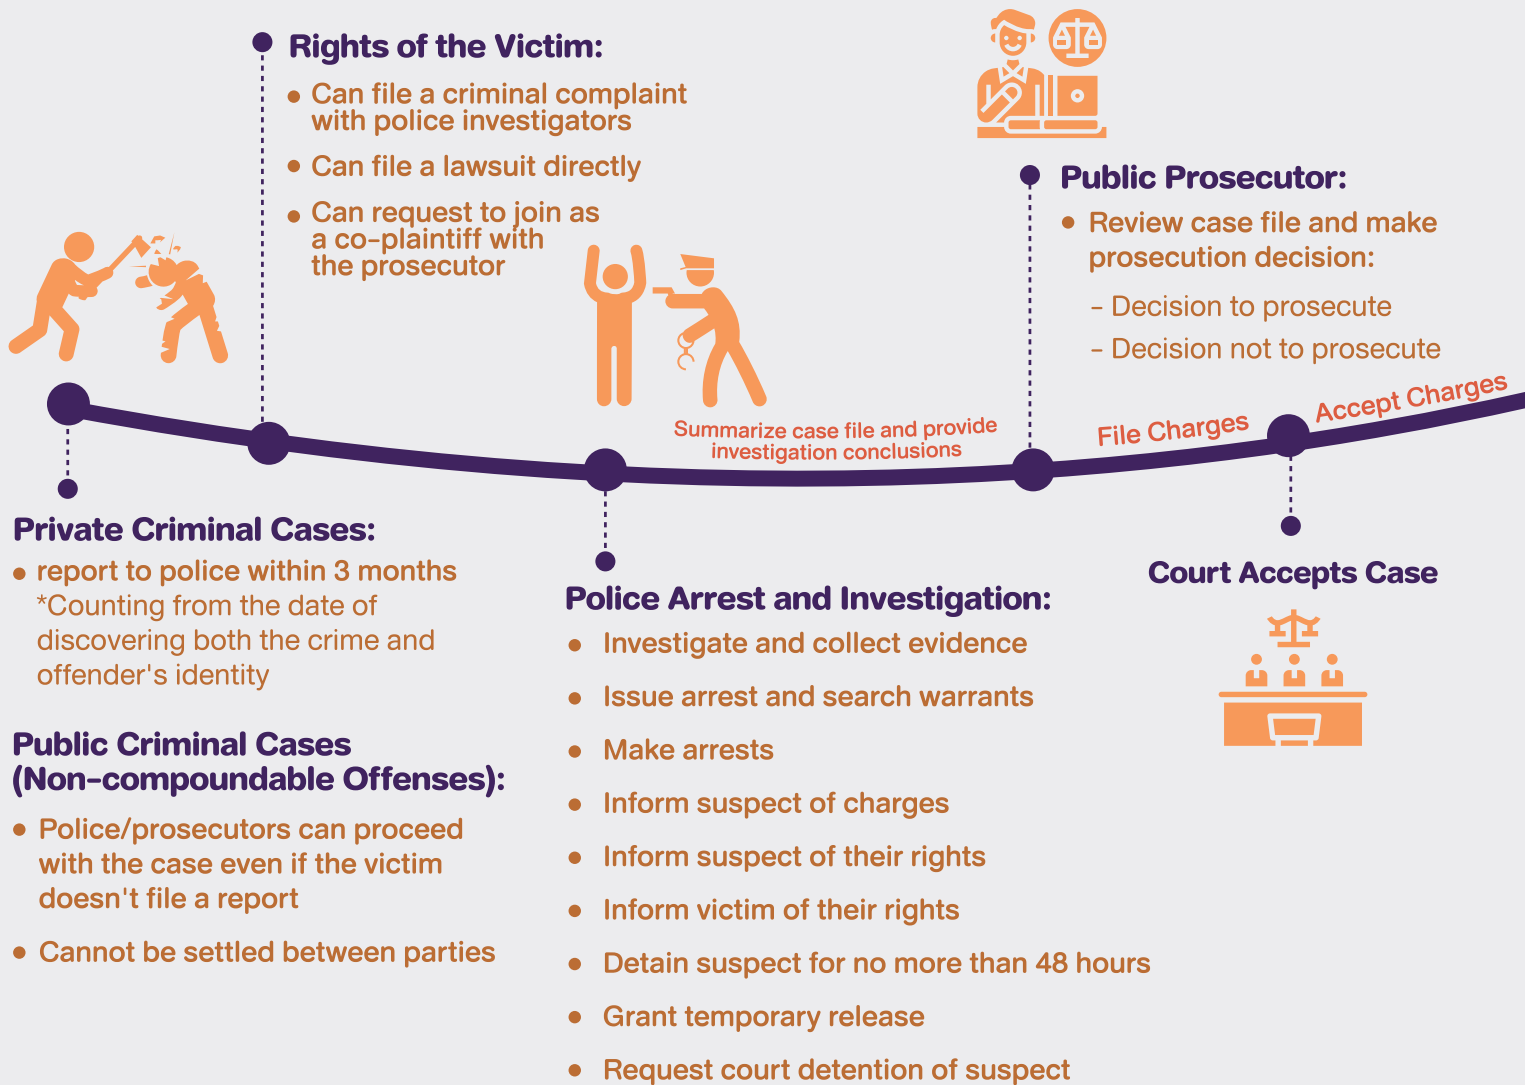 Rights of the Victim:
Can file a criminal complaint
with police investigators
Can file a lawsuit directly
Can request to join as
a co-plaintiff with
the prosecutor
Public Prosecutor:
Review case file and make
prosecution decision:
- Decision to prosecute
- Decision not to prosecute
Summarize case file and provide
investigation conclusions
File Charges
Accept Charges
Private Criminal Cases:
report to police within 3 months
*Counting from the date of
discovering both the crime and
offender's identity
Public Criminal Cases
(Non-compoundable Offenses):
Police/prosecutors can proceed
with the case even if the victim
doesn't file a report
Cannot be settled between parties
Police Arrest and Investigation:
Investigate and collect evidence
Issue arrest and search warrants
Make arrests
Inform suspect of charges
Inform suspect of their rights
Inform victim of their rights
Detain suspect for no more than 48 hours
Grant temporary release
Request court detention of suspect
Court Accepts Case